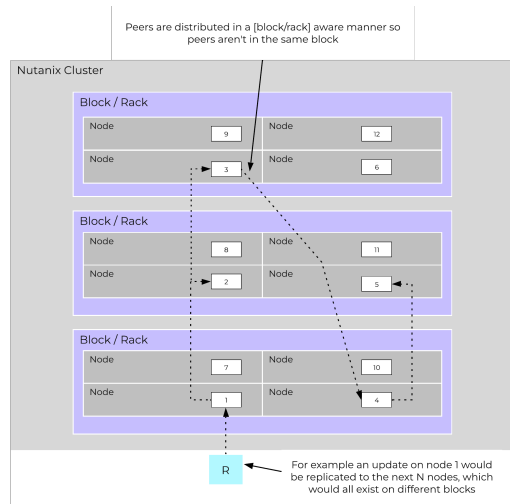 Peers are distributed in a [block/rack] aware manner so
peers aren't in the same block
Nutanix Cluster
Block / Rack
Node
9
Node
12
Node
3
Node
6
Block / Rack
Node
8
Node
11
Node
2
Node
5
Block / Rack
Node
7
Node
10
Node
1
Node
4
R
For example an update on node 1 would
be replicated to the next N nodes, which
would all exist on different blocks